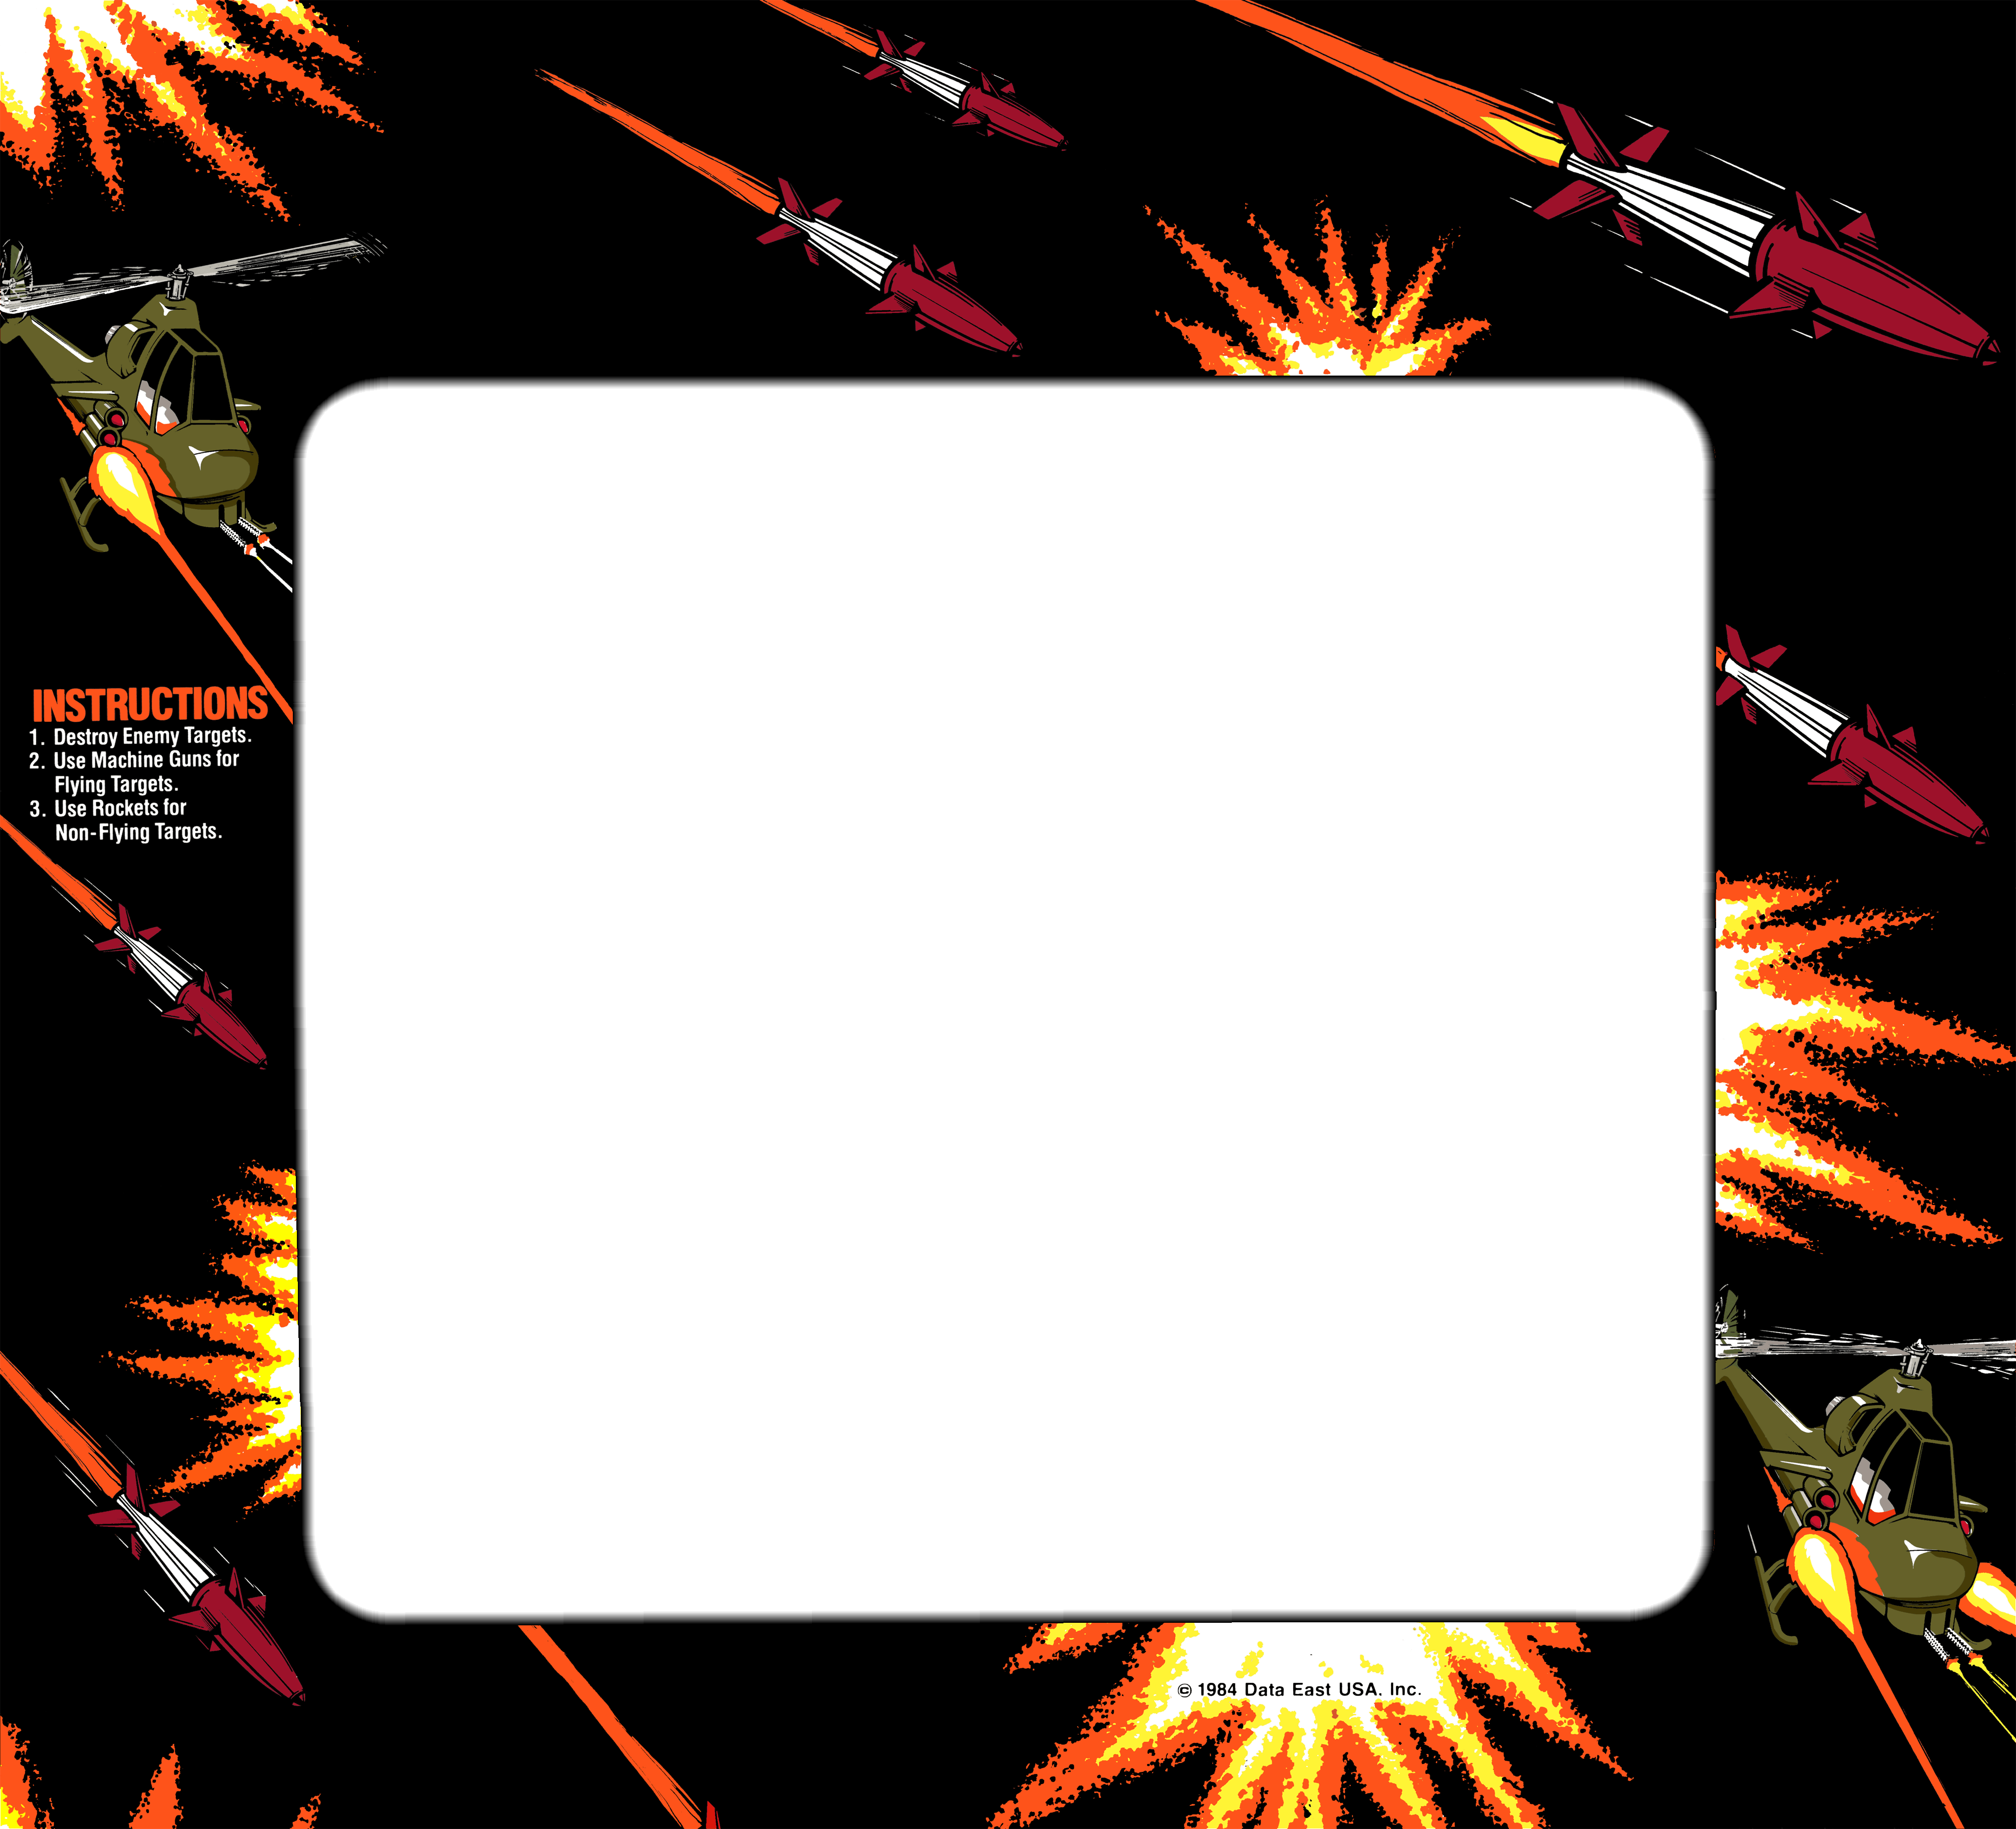 INSTRUCTIONS
1. Destroy Enemy Targets.
2. Use Machine Guns for
Flying Targets.
3. Use Rockets for
Non-Flying Targets.
© 1984 Data East USA. Inc.